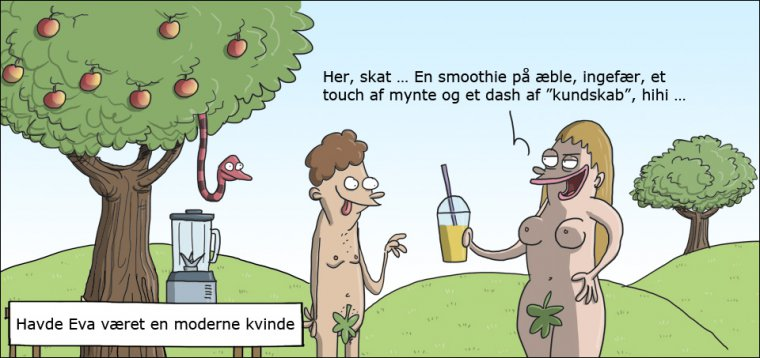 Her, skat ... En smoothie på æble, ingefær, et
touch af mynte og et dash af ”kundskab”, hihi ...
Havde Eva været en moderne kvinde